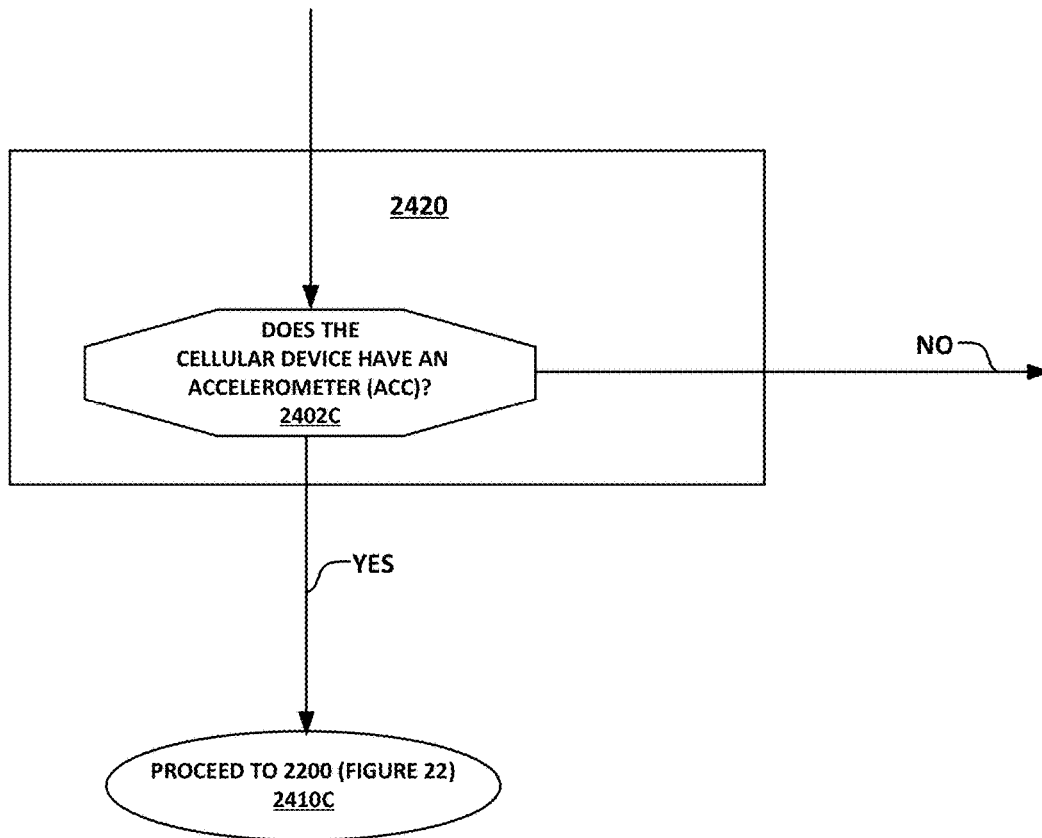 2420
DOES THE
CELLULAR DEVICE HAVE AN
ACCELEROMETER (ACC)?
2402C
NO
YES
PROCEED TO 2200 (FIGURE 22)
2410C